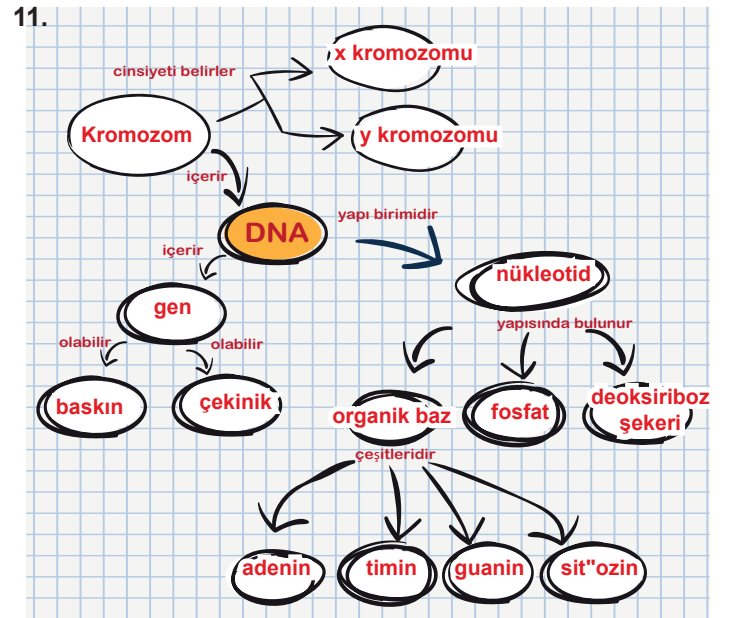 11.
x kromozomu
cinsiyeti belirler
Kromozom
y kromozomu
içerir
DNA
yapı birimidir
içerir
nükleotid
gen
yapısında bulunur
olabilir
olabilir
baskın
çekinik
organik baz
fosfat
deoksiriboz
şekeri
çeşitleridir
adenin
timin
guanin
sit"ozin